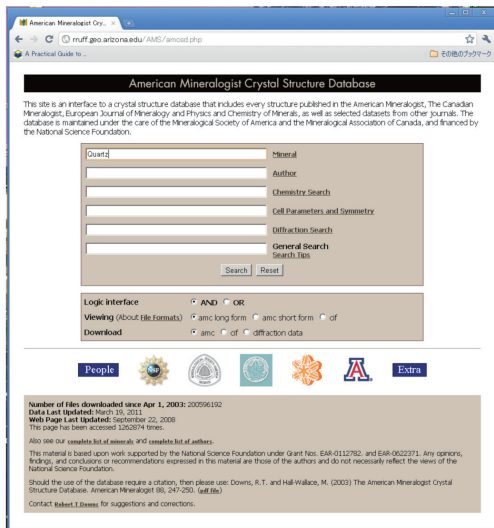 American Mineralogist Cry...
rruff.geo.arizona.edu/AMS/amcsd.php
A Practical Guide to ...
その他のブックマーク
American Mineralogist Crystal Structure Database
This site is an interface to a crystal structure database that includes every structure published in the American Mineralogist, The Canadian
Mineralogist, European Journal of Mineralogy and Physics and Chemistry of Minerals, as well as selected datasets from other journals. The
database is maintained under the care of the Mineralogical Society of America and the Mineralogical Association of Canada, and financed by
the National Science Foundation.
Quartz Mineral
Author
Chemistry Search
Cell Parameters and Symmetry
Diffraction Search
General Search
Search Tips
Search Reset
Logic interface AND OR
Viewing (About File Formats) amc long form amc short form cif
Download amc cif diffraction data
People NSF A. Extra
Number of Files downloaded since Apr 1, 2003: 200596192
Data Last Updated: March 19, 2011
Web Page Last Updated: September 22, 2008
This page has been accessed 1262874 times.
Also see our complete list of minerals and complete list of authors.
This material is based upon work supported by the National Science Foundation under Grant Nos. EAR-0112782. and EAR-0622371. Any opinions,
findings, and conclusions or recommendations expressed in this material are those of the authors and do not necessarily reflect the views of the
National Science Foundation.
Should the use of the database require a citation, then please use: Downs, R.T. and Hall-Wallace, M. (2003) The American Mineralogist Crystal
Structure Database. American Mineralogist 88, 247-250. (pdf file)
Contact Robert T Downs for suggestions and corrections.